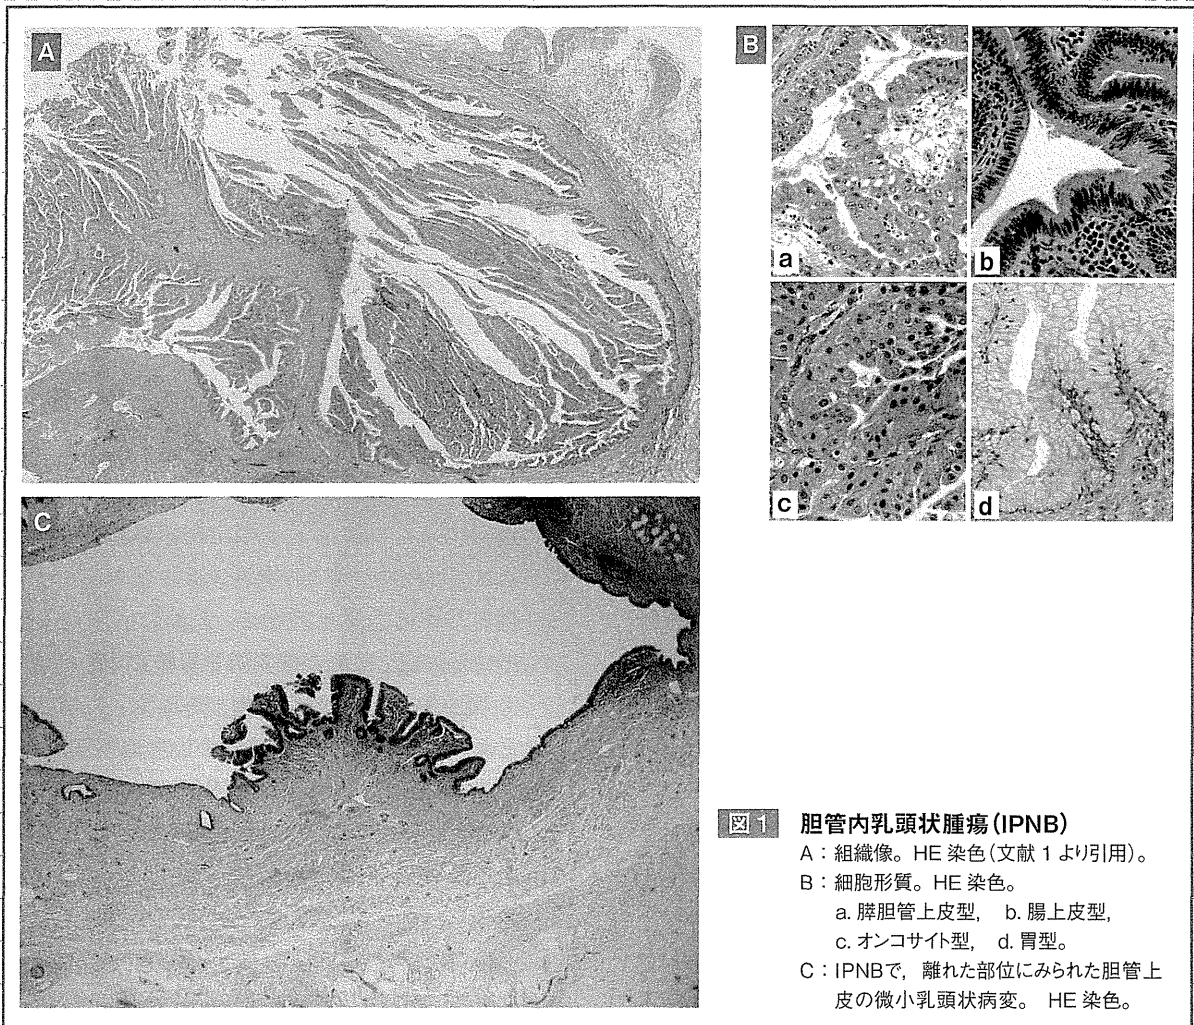 A
B
a
b
c
d
C
図1 胆管内乳頭状腫瘍(IPNB)
A:組織像。HE 染色(文献 1 より引用)。
B:細胞形質。HE 染色。
a. 膵胆管上皮型, b. 腸上皮型,
c. オンコサイト型, d. 胃型。
C:IPNBで,離れた部位にみられた胆管上
皮の微小乳頭状病変。 HE 染色。